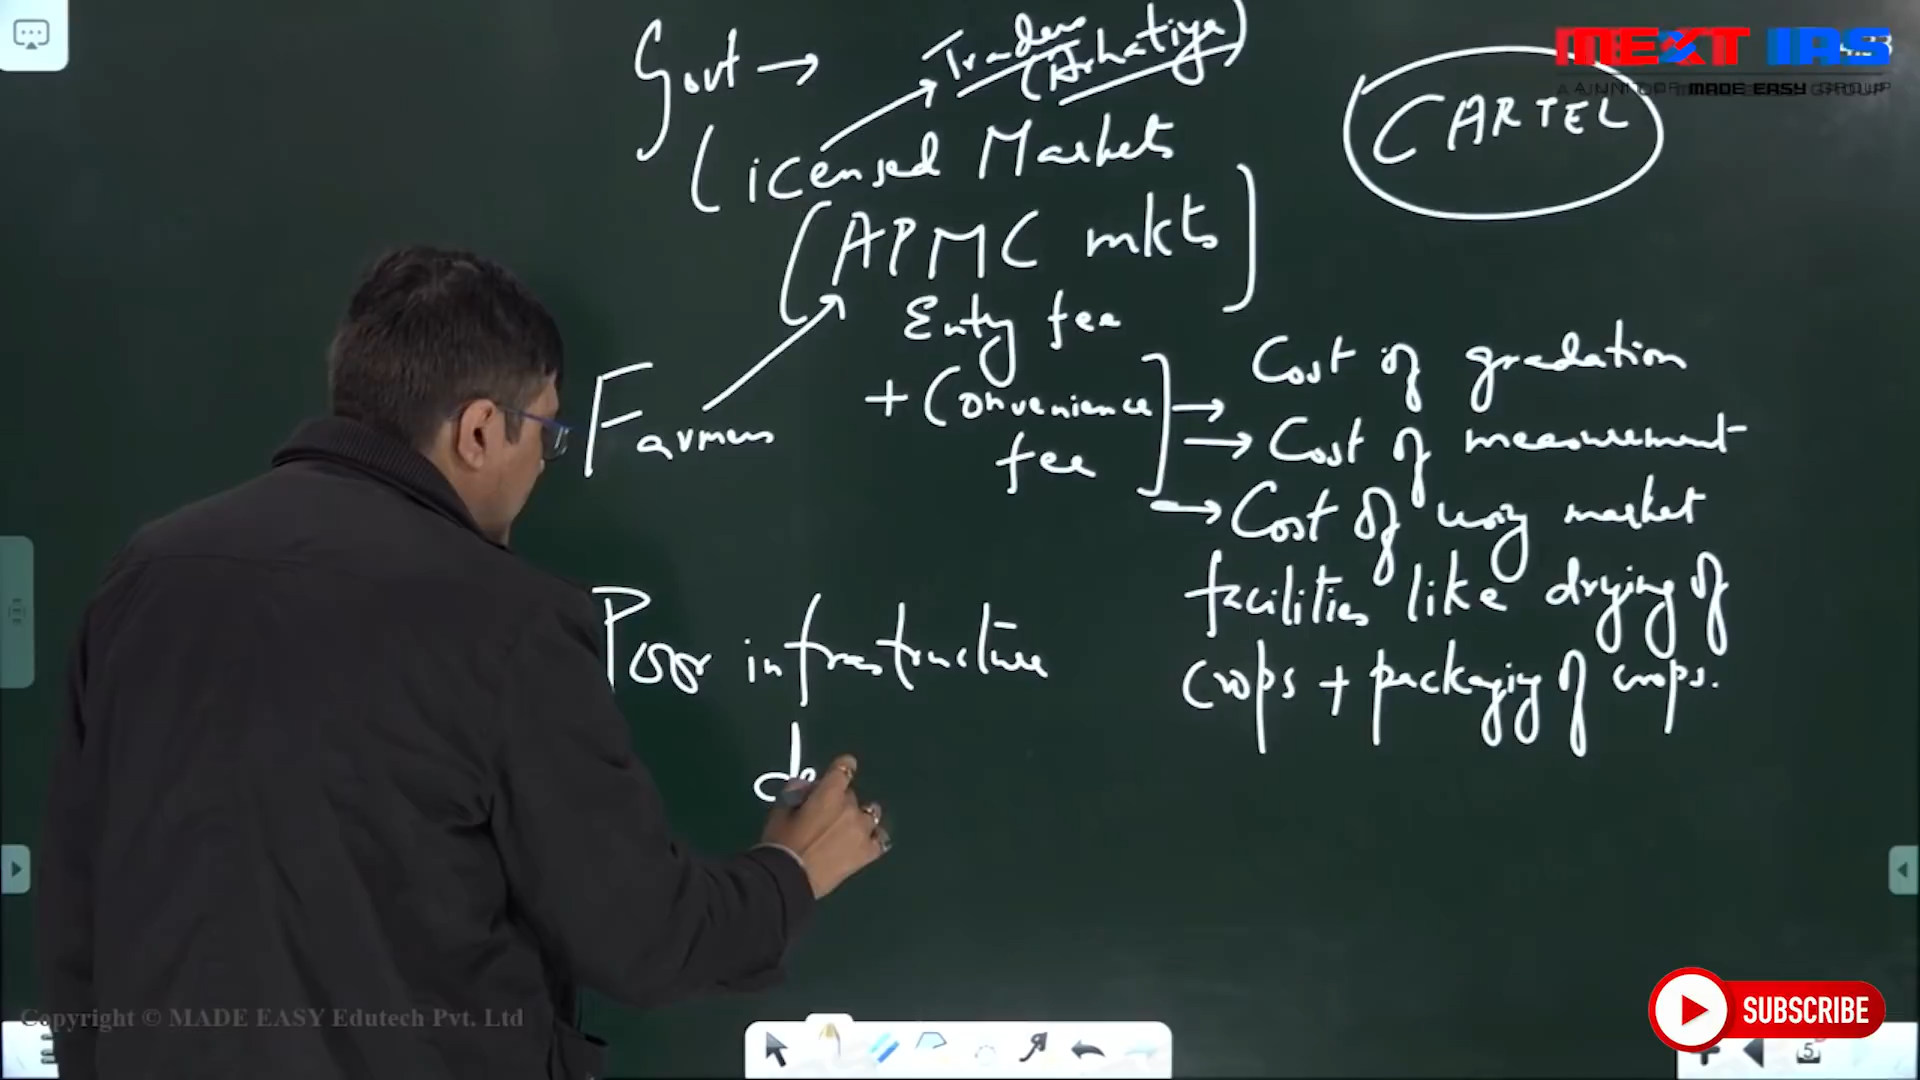 Govt → Traders
(Arhatiya)
Licensed Markets
[APMC mkts]
CARTEL
Entry fee
+ Convenience
fee
Farmers
→ Cost of gradation
→ Cost of measurement
→ Cost of using market
facilities like drying of
crops + packaging of crops.
Poor infrastructure
de
NEXT IAS
MADE EASY GROUP
Copyright © MADE EASY Edutech Pvt. Ltd
SUBSCRIBE
5